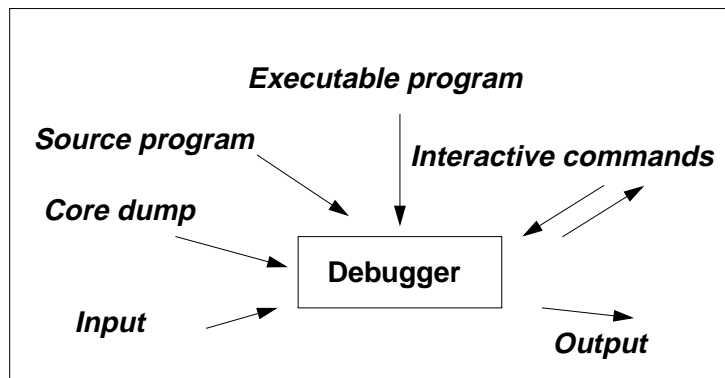 Executable program
Source program
Interactive commands
Core dump
Debugger
Input
Output